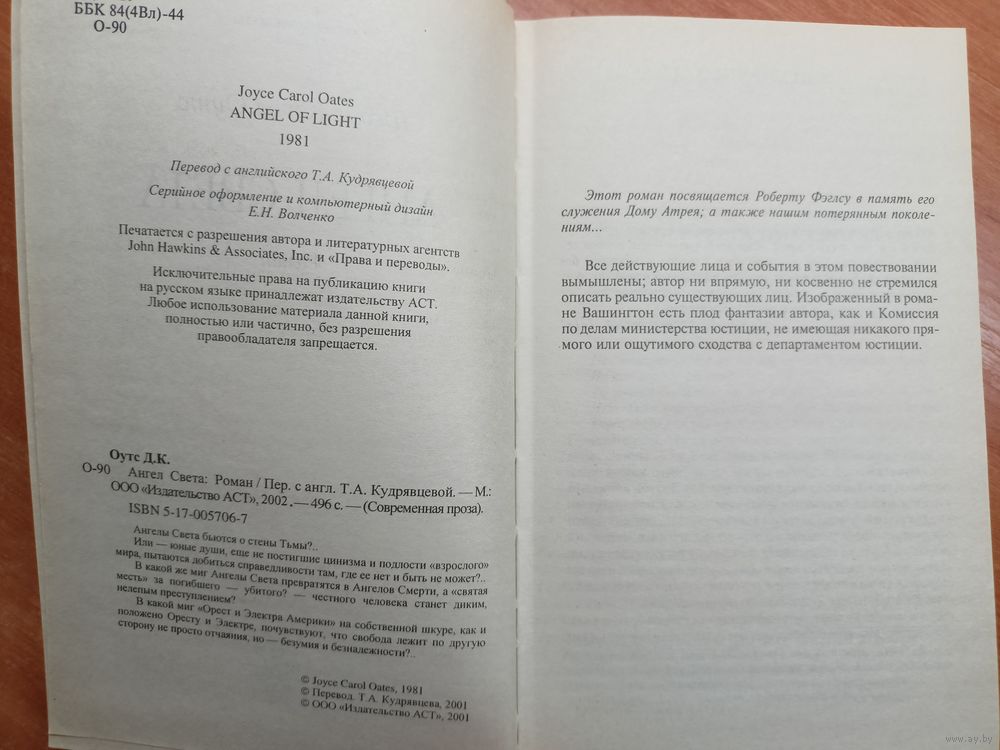 ББК 84(4Вл)-44
О-90
Joyce Carol Oates
ANGEL OF LIGHT
1981
Перевод с английского Т.А. Кудрявцевой
Серийное оформление и компьютерный дизайн
Е.Н. Волченко
Печатается с разрешения автора и литературных агентств
John Hawkins & Associates, Inc. и «Права и переводы».
Исключительные права на публикацию книги
на русском языке принадлежат издательству АСТ.
Любое использование материала данной книги,
полностью или частично, без разрешения
правообладателя запрещается.
Оутс Д.К.
О-90 Ангел Света: Роман / Пер. с англ. Т.А. Кудрявцевой. — М.:
ООО «Издательство АСТ», 2002. — 496 с. — (Современная проза).
ISBN 5-17-005706-7
Ангелы Света бьются о стены Тьмы?..
Или — юные души, еще не постигшие цинизма и подлости «взрослого»
мира, пытаются добиться справедливости там, где ее нет и быть не может?..
В какой же миг Ангелы Света превратятся в Ангелов Смерти, а «святая
месть» за погибшего — убитого? — честного человека станет диким,
нелепым преступлением?
В какой миг «Орест и Электра Америки» на собственной шкуре, как и
положено Оресту и Электре, почувствуют, что свобода лежит по другую
сторону не просто отчаяния, но — безумия и безнадежности?..
© Joyce Carol Oates, 1981
© Перевод. Т.А. Кудрявцева, 2001
© ООО «Издательство АСТ», 2001
Этот роман посвящается Роберту Фэглсу в память его
служения Дому Атрея; а также нашим потерянным поколе-
ниям...
Все действующие лица и события в этом повествовании
вымышлены; автор ни впрямую, ни косвенно не стремился
описать реально существующих лиц. Изображенный в рома-
не Вашингтон есть плод фантазии автора, как и Комиссия
по делам министерства юстиции, не имеющая никакого пря-
мого или ощутимого сходства с департаментом юстиции.
www.ay.by